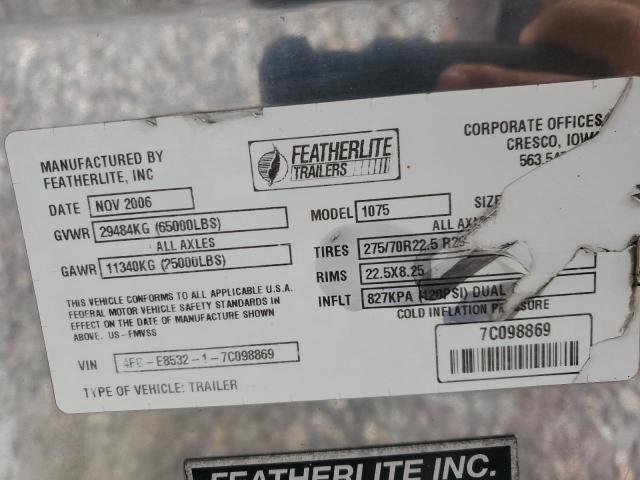 MANUFACTURED BY
FEATHERLITE, INC
FEATHERLITE
TRAILERS
CORPORATE OFFICES
CRESCO, IOWA
DATE NOV 2006
MODEL 1075
GVWR 29484KG (65000LBS)
ALL AXLES
GAWR 11340KG (25000LBS)
ALL
TIRES 275/70R22.5
RIMS 22.5X8.25
INFLT 827KPA (120PSI) DUAL
COLD INFLATION PRESSURE
THIS VEHICLE CONFORMS TO ALL APPLICABLE U.S.A.
FEDERAL MOTOR VEHICLE SAFETY STANDARDS IN
EFFECT ON THE DATE OF MANUFACTURE SHOWN
ABOVE. US-FMVSS
VIN E8532-1-7C098869
7C098869
TYPE OF VEHICLE: TRAILER
FEATHERLITE INC.